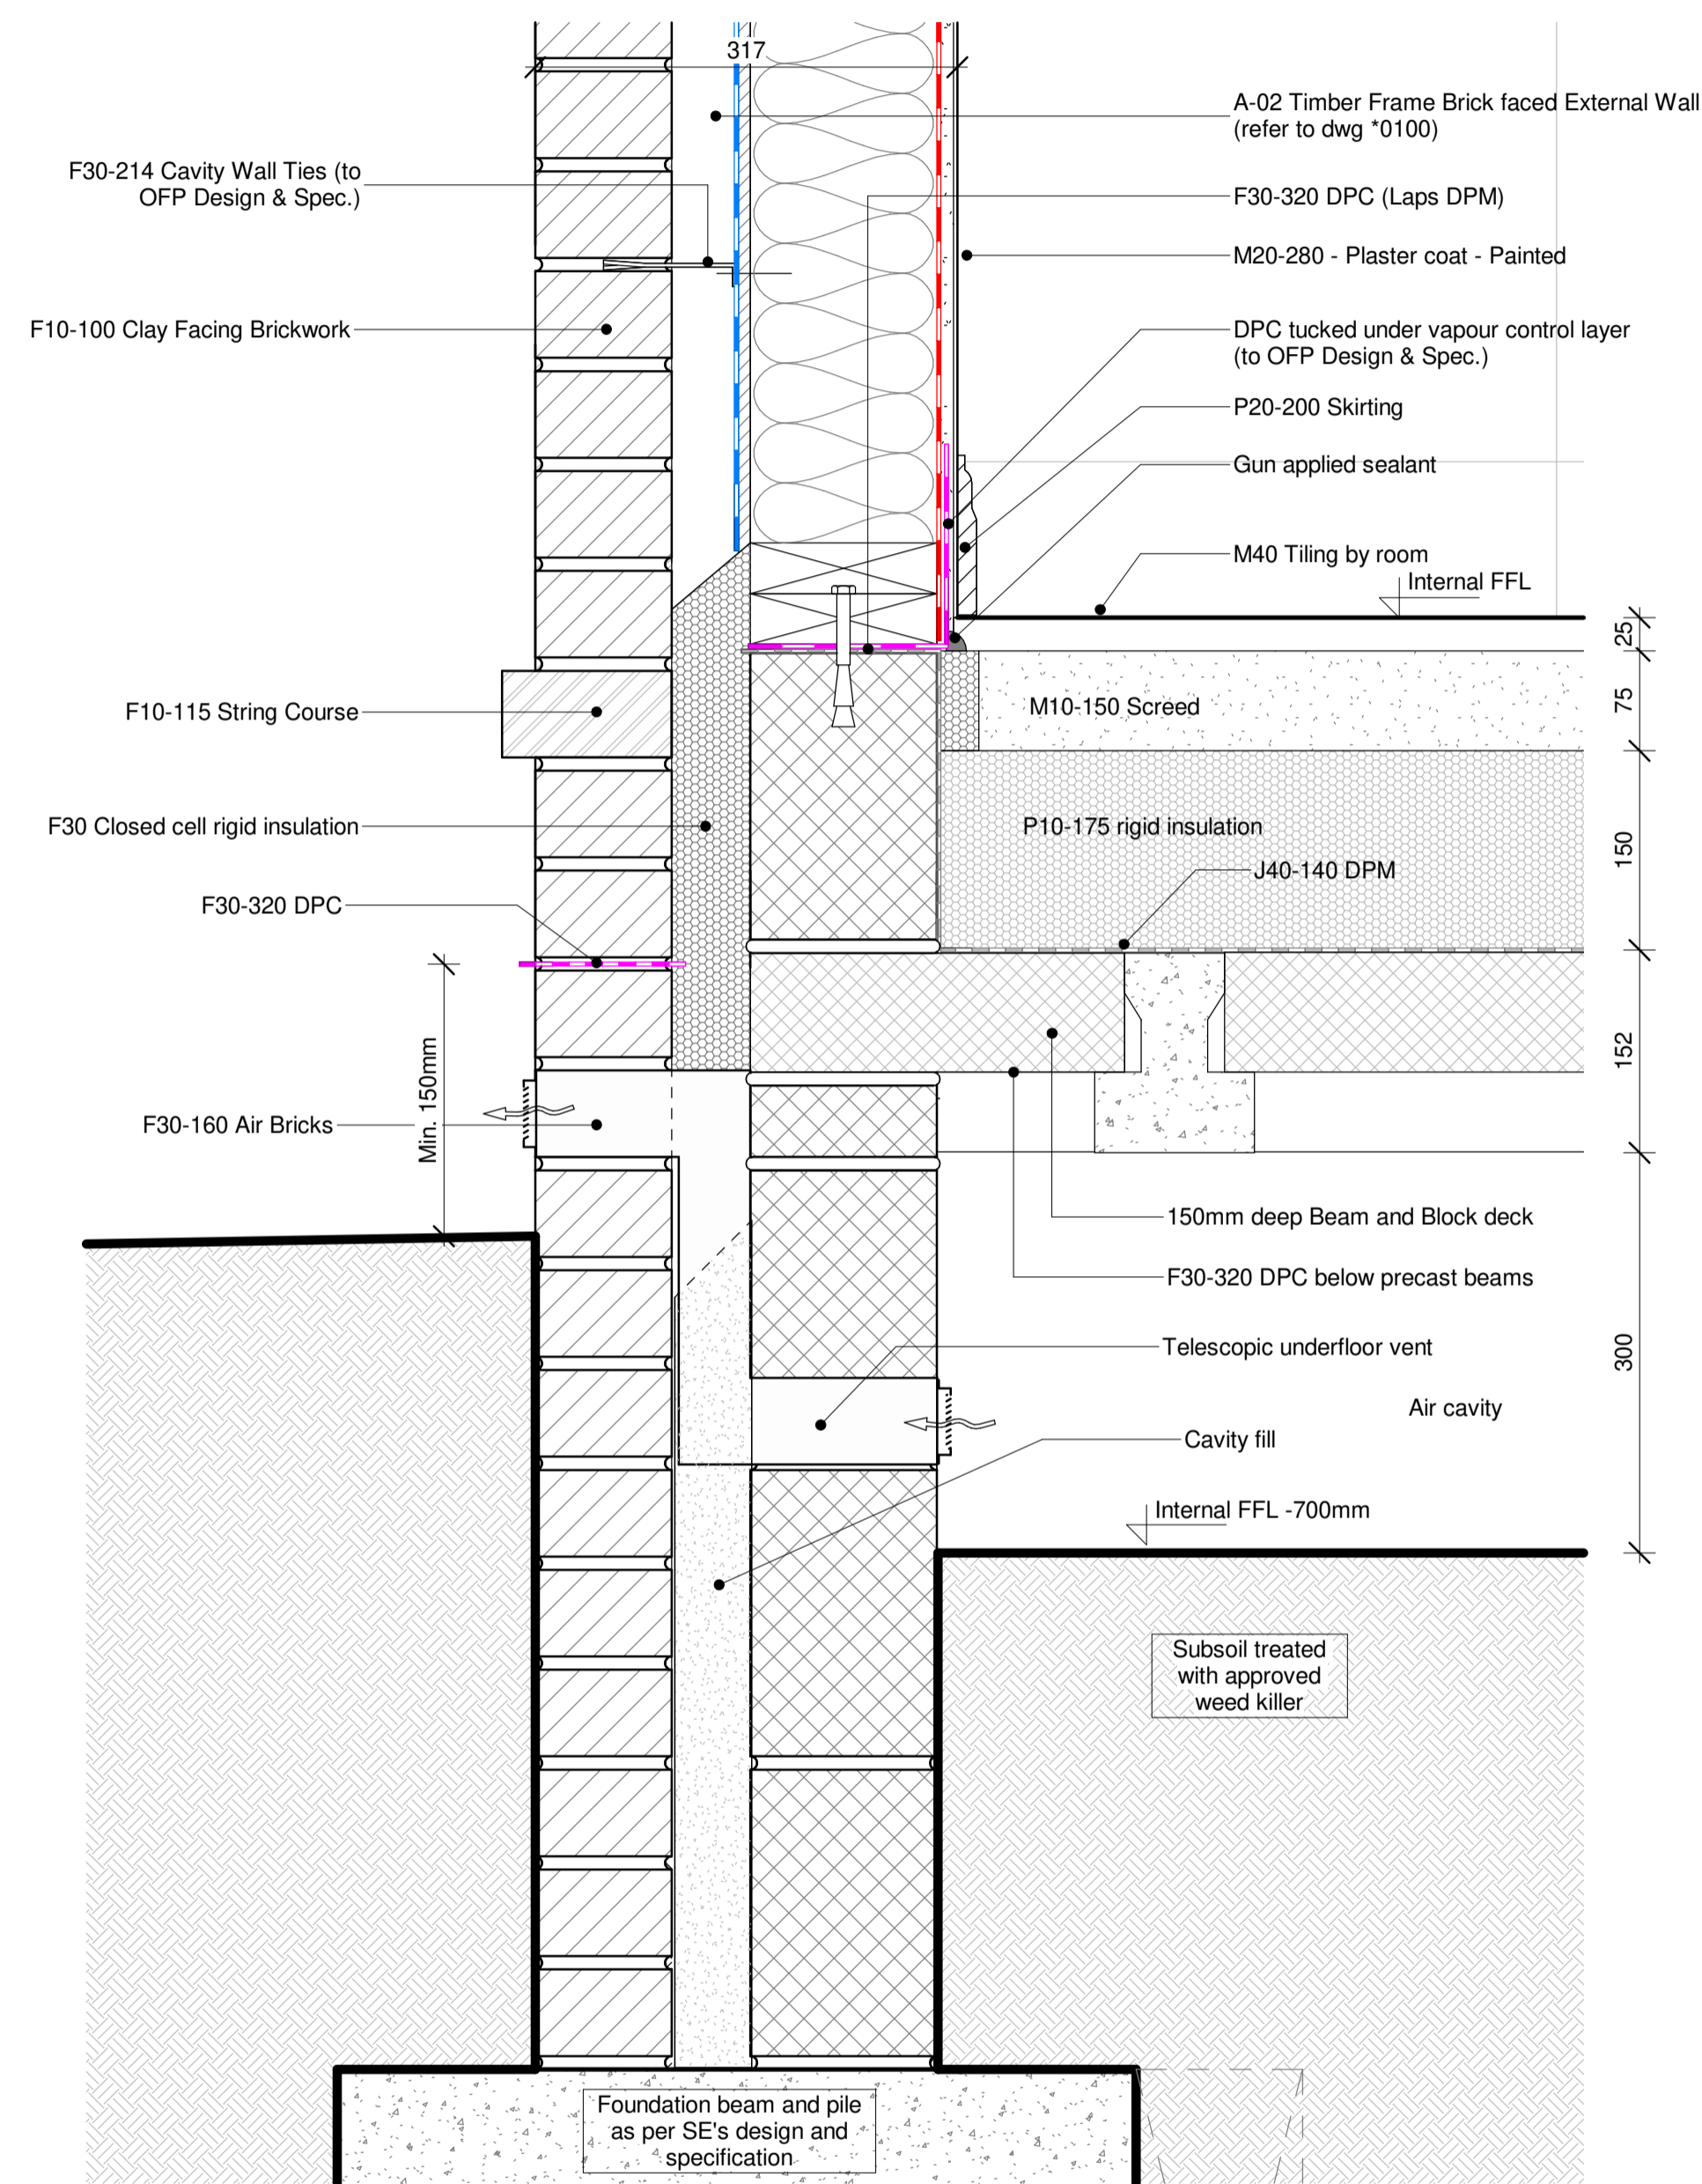 317
A-02 Timber Frame Brick faced External Wall
(refer to dwg *0100)
F30-214 Cavity Wall Ties (to
OFP Design & Spec.)
F30-320 DPC (Laps DPM)
M20-280 - Plaster coat - Painted
F10-100 Clay Facing Brickwork
DPC tucked under vapour control layer
(to OFP Design & Spec.)
P20-200 Skirting
Gun applied sealant
M40 Tiling by room
Internal FFL
25
F10-115 String Course
M10-150 Screed
75
F30 Closed cell rigid insulation
P10-175 rigid insulation
150
J40-140 DPM
F30-320 DPC
152
Min. 150mm
F30-160 Air Bricks
150mm deep Beam and Block deck
F30-320 DPC below precast beams
Telescopic underfloor vent
300
Air cavity
Cavity fill
Internal FFL -700mm
Subsoil treated
with approved
weed killer
Foundation beam and pile
as per SE's design and
specification